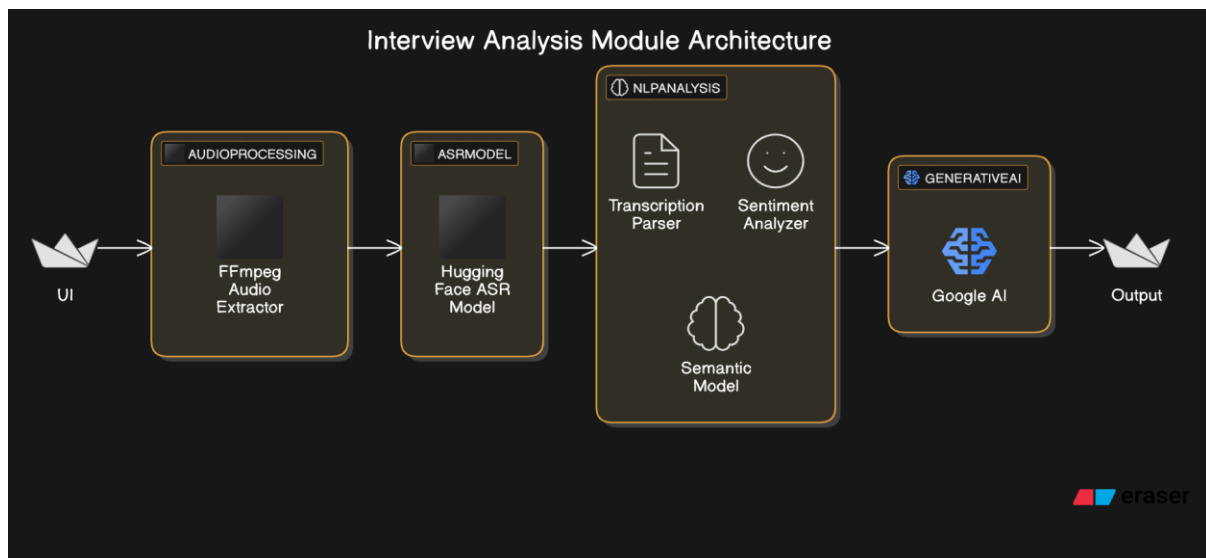 Interview Analysis Module Architecture
NLPANALYSIS
AUDIOPROCESSING
ASRMODEL
GENERATIVEAI
Transcription
Parser
Sentiment
Analyzer
FFmpeg
Audio
Extractor
Hugging
Face ASR
Model
UI
Google AI
Output
Semantic
Model
eraser